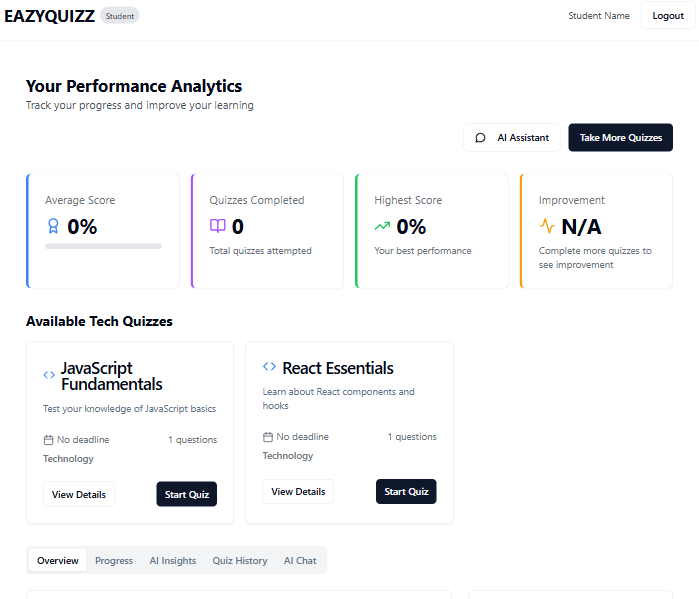 EAZYQUIZZ Student Student Name Logout
Your Performance Analytics
Track your progress and improve your learning
AI Assistant Take More Quizzes
Average Score
0%
Quizzes Completed
0
Total quizzes attempted
Highest Score
0%
Your best performance
Improvement
N/A
Complete more quizzes to
see improvement
Available Tech Quizzes
JavaScript
Fundamentals
Test your knowledge of JavaScript basics
No deadline 1 questions
Technology
View Details Start Quiz
React Essentials
Learn about React components and
hooks
No deadline 1 questions
Technology
View Details Start Quiz
Overview Progress AI Insights Quiz History AI Chat